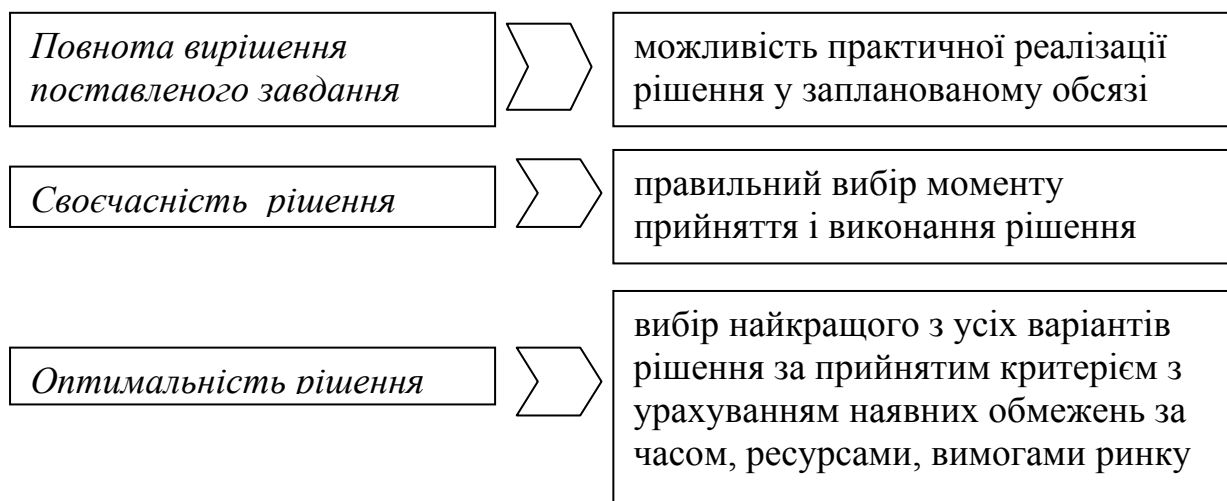 Повнота вирішення
поставленого завдання
можливість практичної реалізації
рішення у запланованому обсязі
Своєчасність рішення
правильний вибір моменту
прийняття і виконання рішення
Оптимальність рішення
вибір найкращого з усіх варіантів
рішення за прийнятим критерієм з
урахуванням наявних обмежень за
часом, ресурсами, вимогами ринку